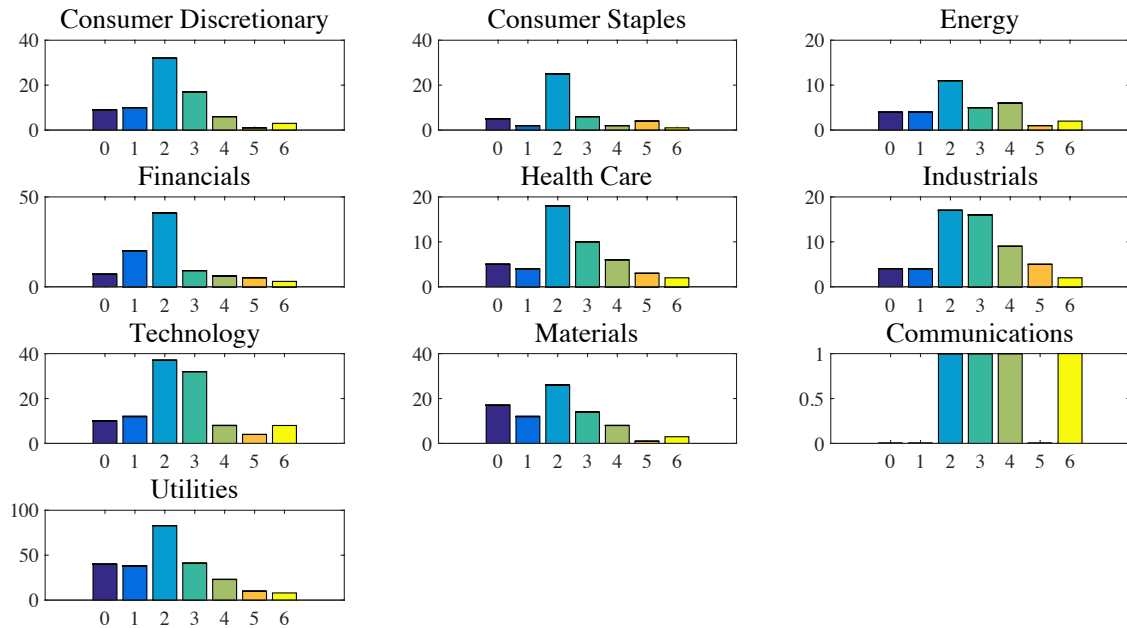 Consumer Discretionary
40
20
0
0 1 2 3 4 5 6
Consumer Staples
40
20
0
0 1 2 3 4 5 6
Energy
20
10
0
0 1 2 3 4 5 6
Financials
50
0
0 1 2 3 4 5 6
Health Care
20
10
0
0 1 2 3 4 5 6
Industrials
20
10
0
0 1 2 3 4 5 6
Technology
40
20
0
0 1 2 3 4 5 6
Materials
40
20
0
0 1 2 3 4 5 6
Communications
1
0.5
0
0 1 2 3 4 5 6
Utilities
100
50
0
0 1 2 3 4 5 6